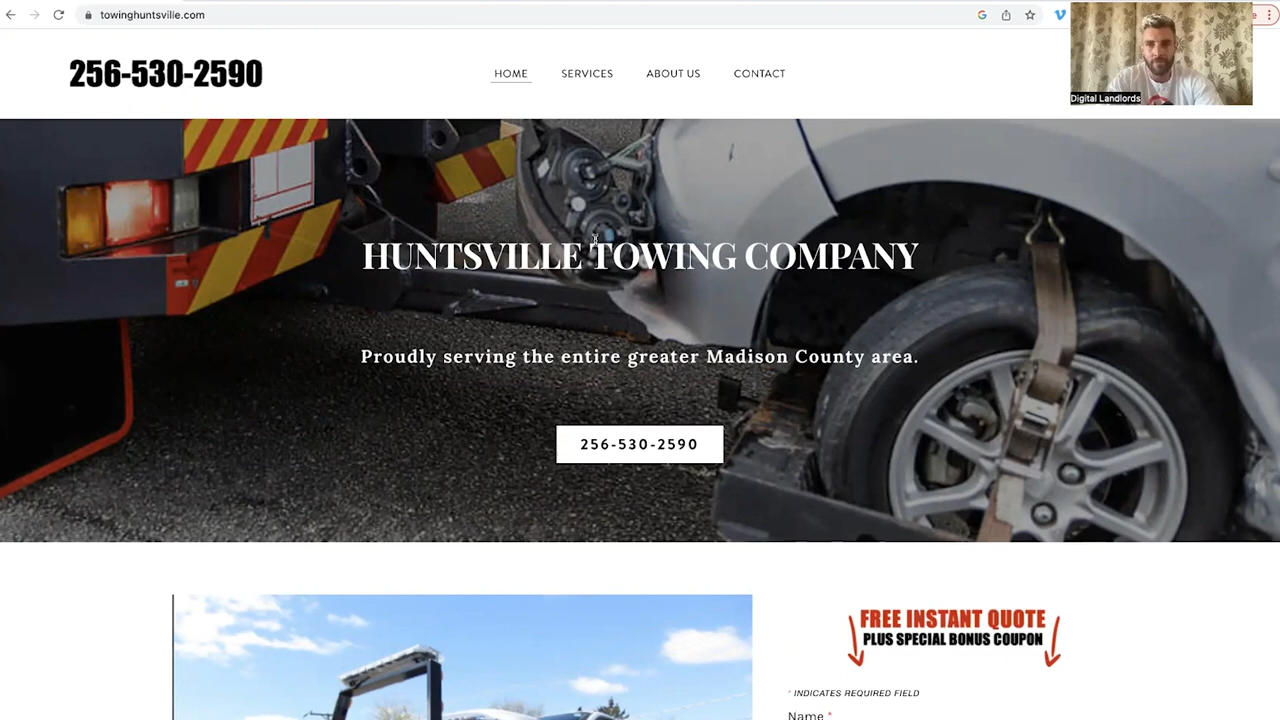 towinghuntsville.com
256-530-2590
HOME SERVICES ABOUT US CONTACT
Digital Landlords
HUNTSVILLE TOWING COMPANY
Proudly serving the entire greater Madison County area.
256-530-2590
FREE INSTANT QUOTE
PLUS SPECIAL BONUS COUPON
* INDICATES REQUIRED FIELD
Name *